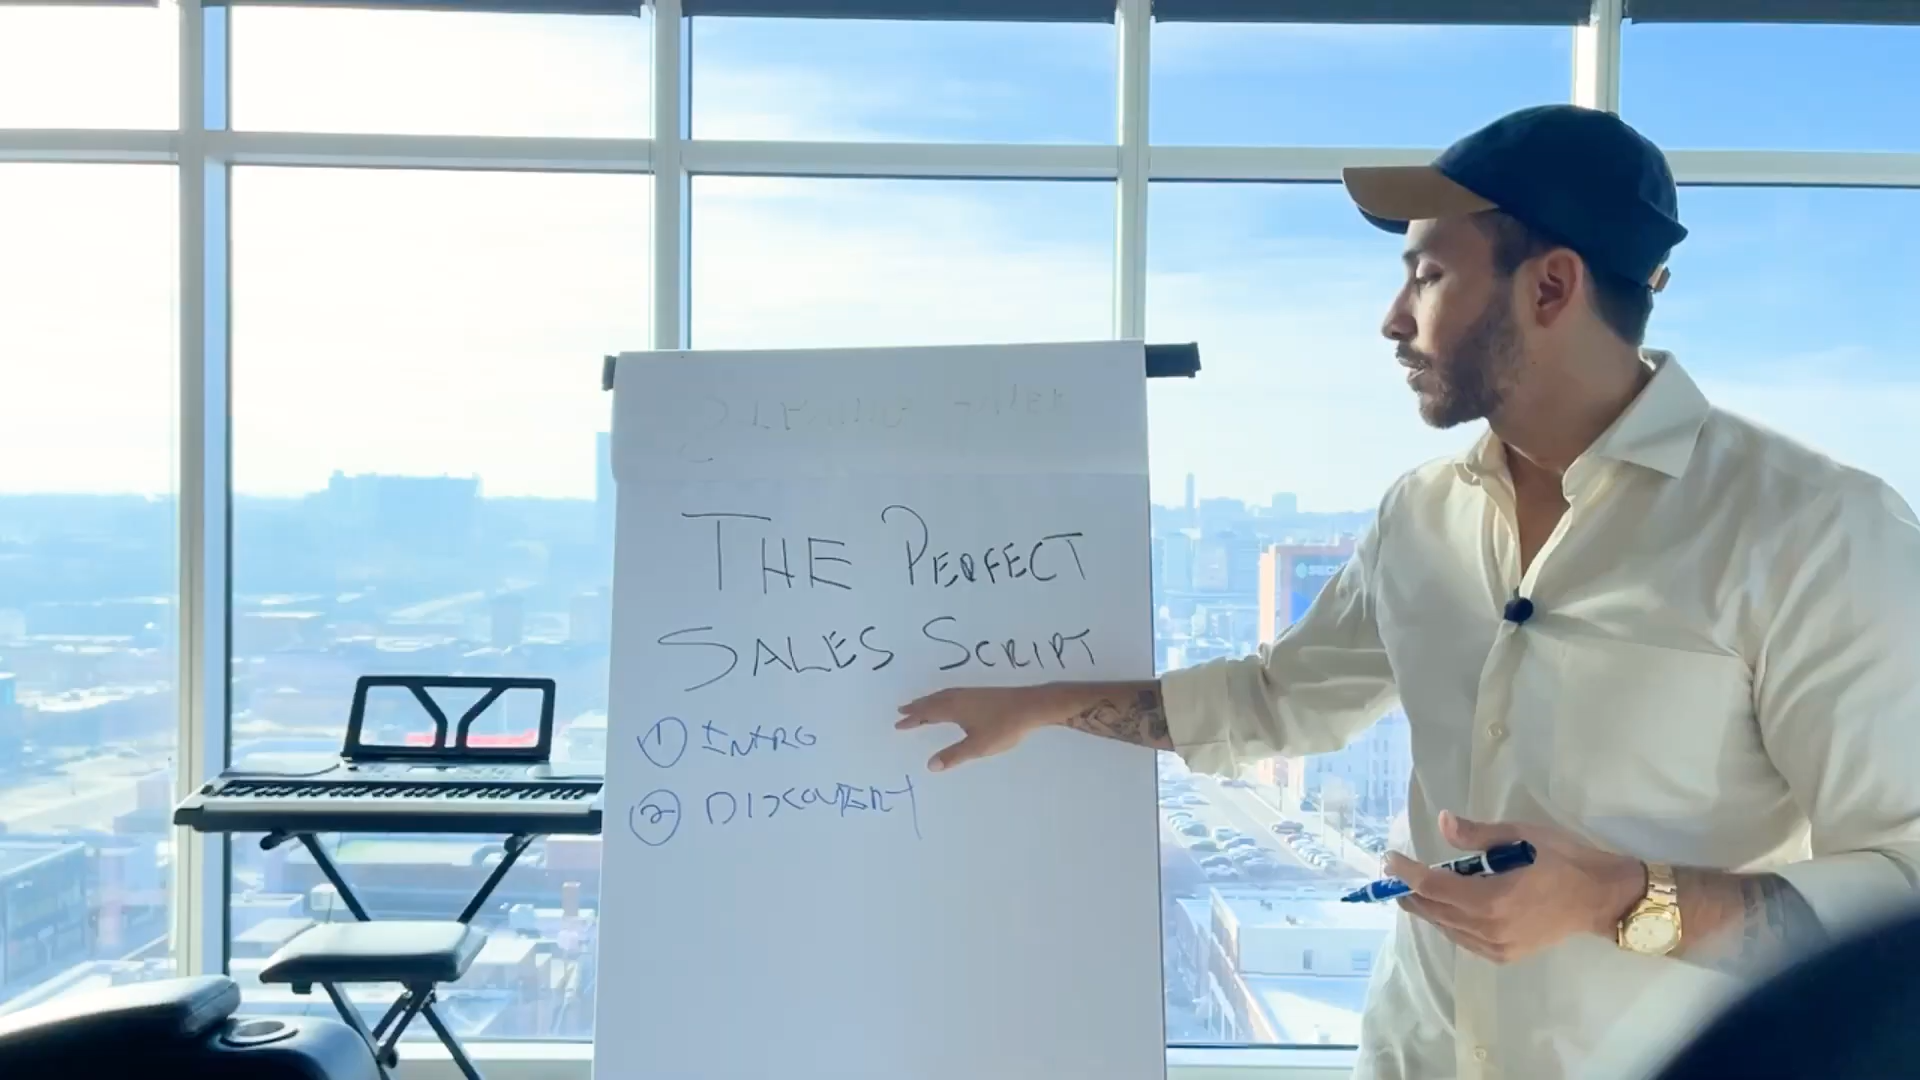 THE PERFECT
SALES SCRIPT
1 INTRO
2 DISCOVERY